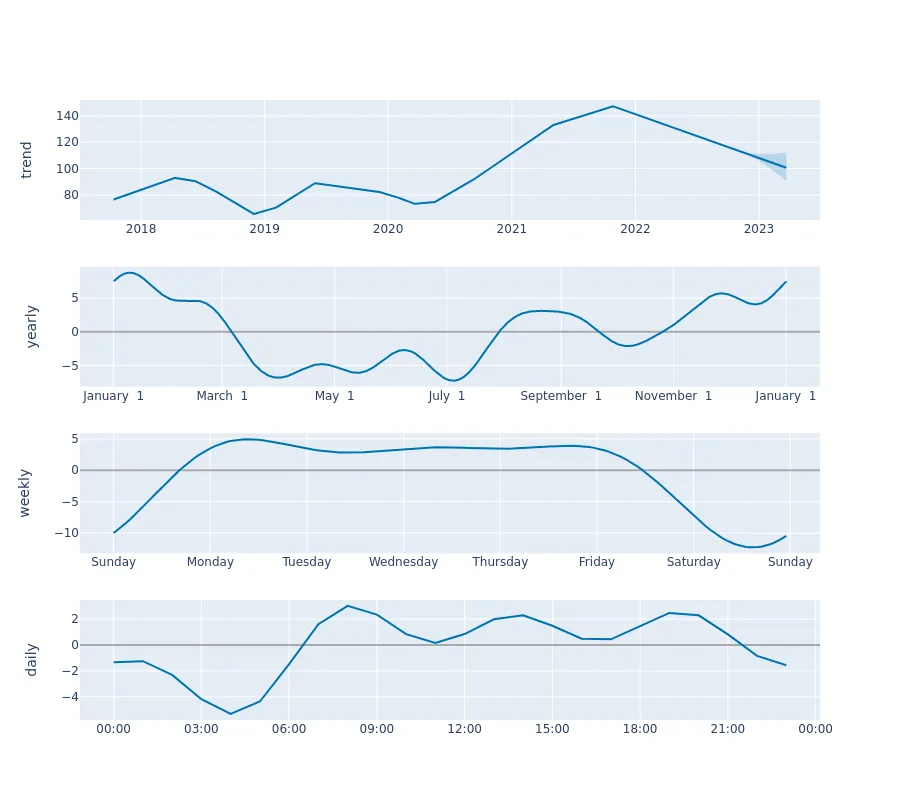 trend
140
120
100
80
2018 2019 2020 2021 2022 2023
yearly
5
0
−5
January 1 March 1 May 1 July 1 September 1 November 1 January 1
weekly
5
0
−5
−10
Sunday Monday Tuesday Wednesday Thursday Friday Saturday Sunday
daily
2
0
−2
−4
00:00 03:00 06:00 09:00 12:00 15:00 18:00 21:00 00:00